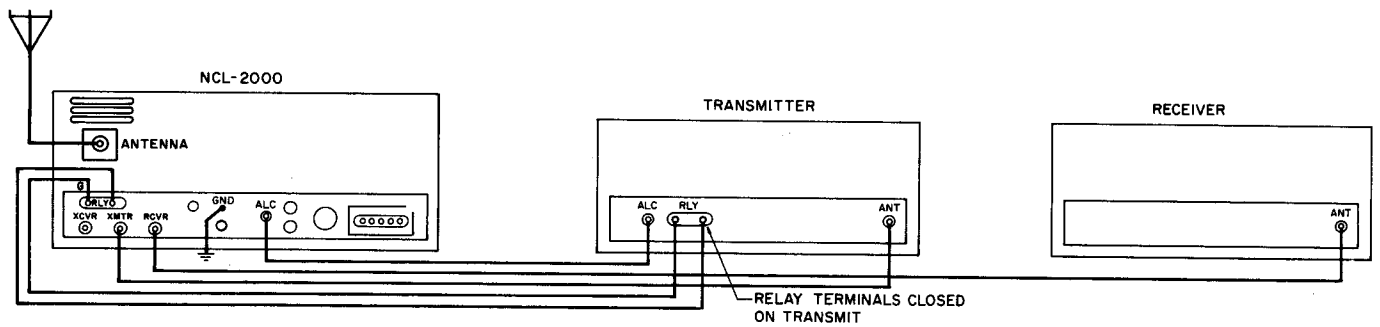 NCL-2000
ANTENNA
G
RLY
XCVR XMTR RCVR
GND
ALC
TRANSMITTER
ALC RLY ANT
RELAY TERMINALS CLOSED
ON TRANSMIT
RECEIVER
ANT